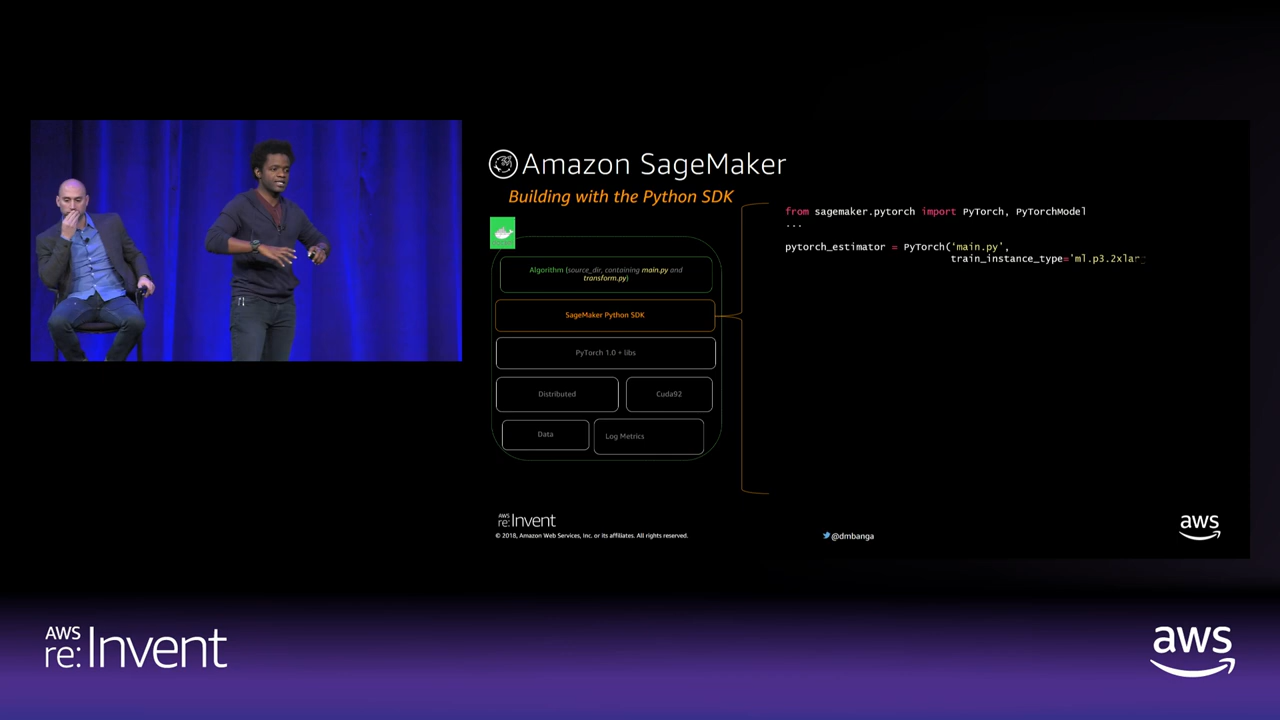 Amazon SageMaker
Building with the Python SDK
Algorithm (source_dir, containing main.py and
transform.py)
SageMaker Python SDK
PyTorch 1.0 + libs
Distributed
Cuda92
Data
Log Metrics
from sagemaker.pytorch import PyTorch, PyTorchModel
...
pytorch_estimator = PyTorch('main.py',
train_instance_type='ml.p3.2xlar
AWS
re:Invent
© 2018, Amazon Web Services, Inc. or its affiliates. All rights reserved.
@dmbanga
aws
AWS
re:Invent
aws